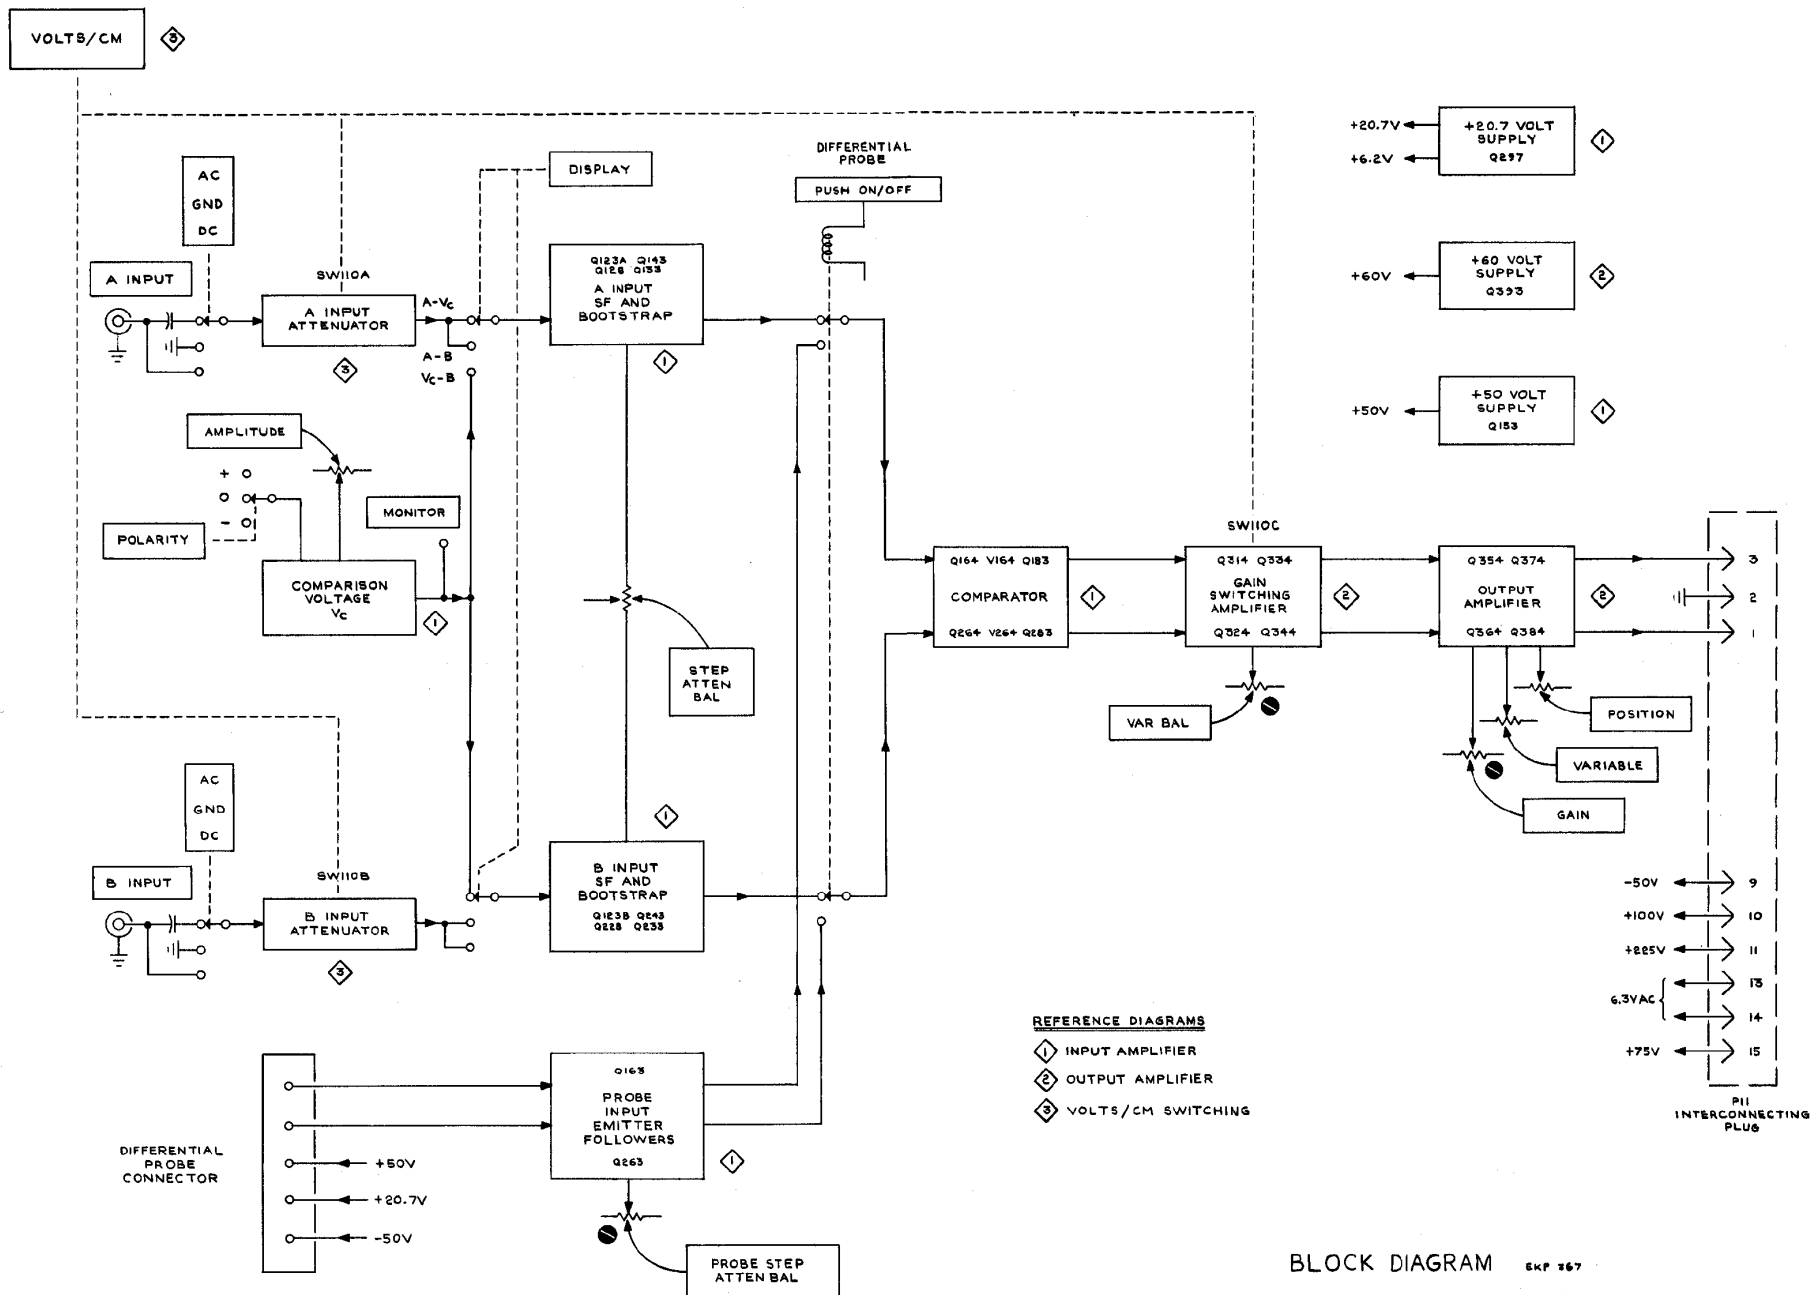 VOLTS/CM
3
AC
GND
DC
A INPUT
SW110A
A INPUT
ATTENUATOR
3
A-VC
A-B
VC-B
DISPLAY
Q123A Q143
Q128 Q133
A INPUT
SF AND
BOOTSTRAP
1
DIFFERENTIAL
PROBE
PUSH ON/OFF
+20.7V
+6.2V
+20.7 VOLT
SUPPLY
Q297
1
+60V
+60 VOLT
SUPPLY
Q393
2
+50V
+50 VOLT
SUPPLY
Q153
1
AMPLITUDE
+
0
-
POLARITY
MONITOR
COMPARISON
VOLTAGE
VC
1
STEP
ATTEN
BAL
Q164 V164 Q183
COMPARATOR
Q264 V264 Q283
1
SW110C
Q314 Q334
GAIN
SWITCHING
AMPLIFIER
Q324 Q344
2
VAR BAL
Q354 Q374
OUTPUT
AMPLIFIER
Q364 Q384
2
POSITION
VARIABLE
GAIN
3
2
1
AC
GND
DC
B INPUT
SW110B
B INPUT
ATTENUATOR
3
1
B INPUT
SF AND
BOOTSTRAP
Q123B Q243
Q228 Q233
-50V 9
+100V 10
+225V 11
6.3VAC
13
14
+75V 15
P11
INTERCONNECTING
PLUG
DIFFERENTIAL
PROBE
CONNECTOR
+50V
+20.7V
-50V
Q163
PROBE
INPUT
EMITTER
FOLLOWERS
Q263
1
PROBE STEP
ATTEN BAL
REFERENCE DIAGRAMS
1 INPUT AMPLIFIER
2 OUTPUT AMPLIFIER
3 VOLTS/CM SWITCHING
BLOCK DIAGRAM